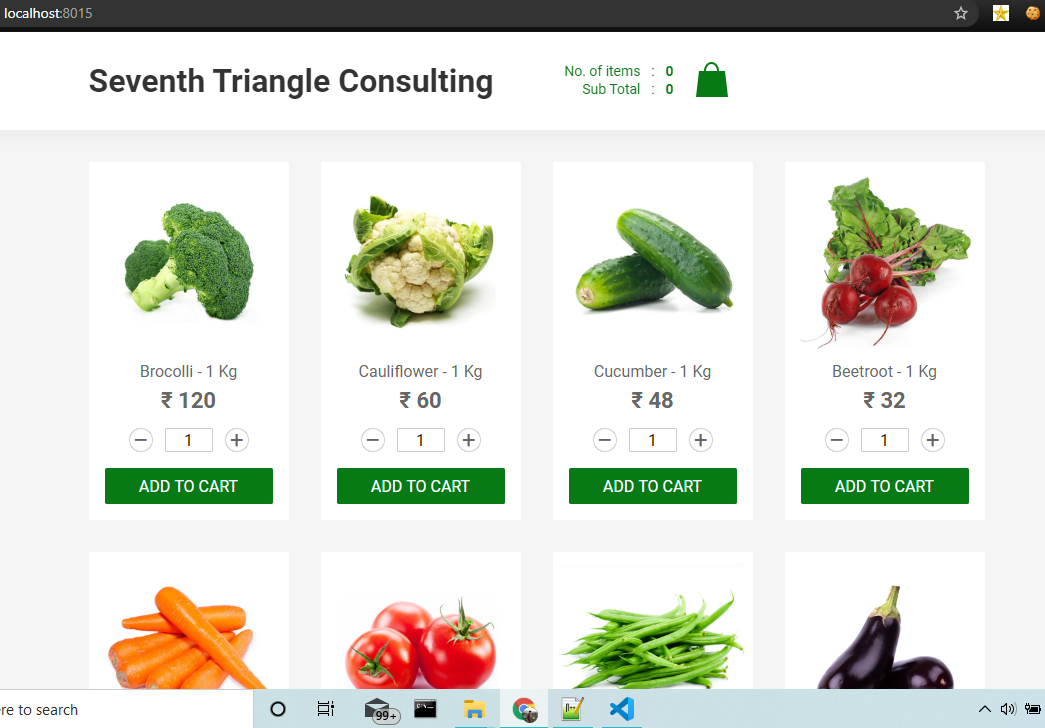 localhost:8015
Seventh Triangle Consulting
No. of items : 0
Sub Total : 0
Brocolli - 1 Kg
₹ 120
− 1 +
ADD TO CART
Cauliflower - 1 Kg
₹ 60
− 1 +
ADD TO CART
Cucumber - 1 Kg
₹ 48
− 1 +
ADD TO CART
Beetroot - 1 Kg
₹ 32
− 1 +
ADD TO CART
re to search
99+